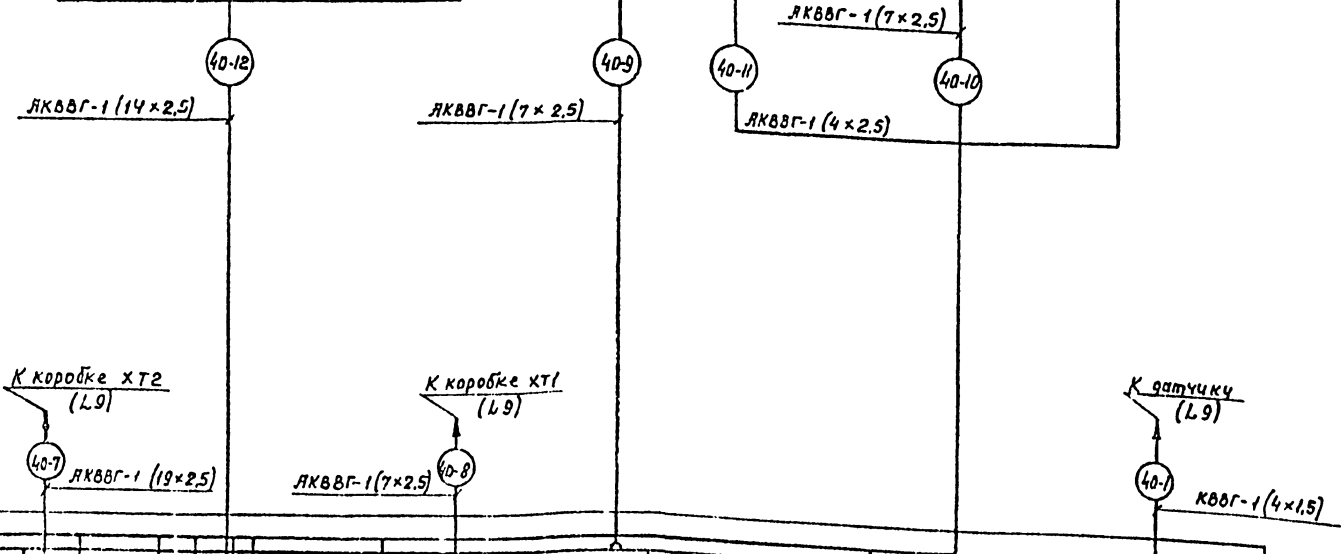 АКВВГ-1 (7×2,5)
40-12
40-9
40-11
40-10
АКВВГ-1 (14×2,5)
АКВВГ-1 (7×2,5)
АКВВГ-1 (4×2,5)
К коробке ХТ2
(L9)
К коробке ХТ1
(L9)
К датчику
(L9)
40-7
АКВВГ-1 (19×2,5)
АКВВГ-1 (7×2,5)
40-8
40-1
КВВГ-1 (4×1,5)